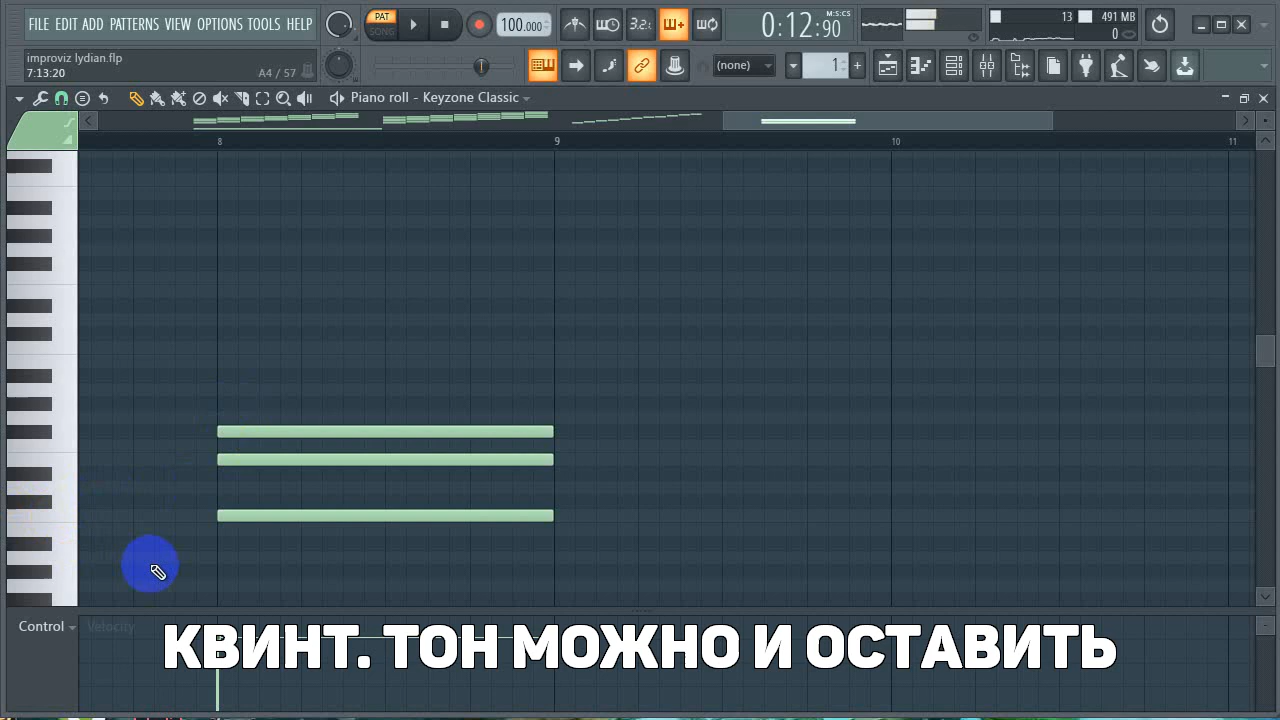 FILE EDIT ADD PATTERNS VIEW OPTIONS TOOLS HELP
PAT
SONG
100.000
3.2
0:12:90
M:S:CS
13
491 MB
0
improviz lydian.flp
7:13:20
A4 / 57
(none)
1
Piano roll - Keyzone Classic
8
9
10
11
Control
Velocity
КВИНТ. ТОН МОЖНО И ОСТАВИТЬ